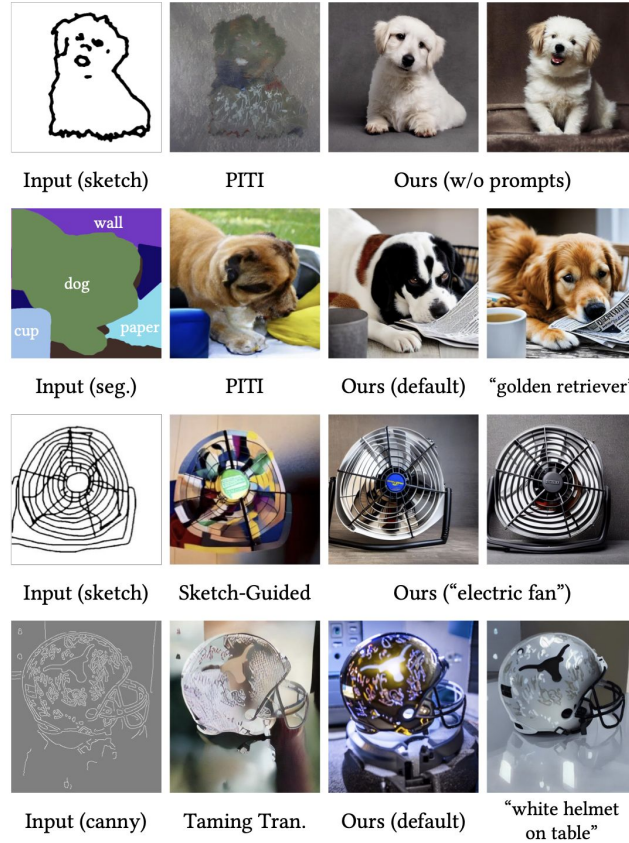 Input (sketch) PITI Ours (w/o prompts)
wall
dog
cup paper
Input (seg.) PITI Ours (default) “golden retriever”
Input (sketch) Sketch-Guided Ours (“electric fan”)
Input (canny) Taming Tran. Ours (default) “white helmet
on table”